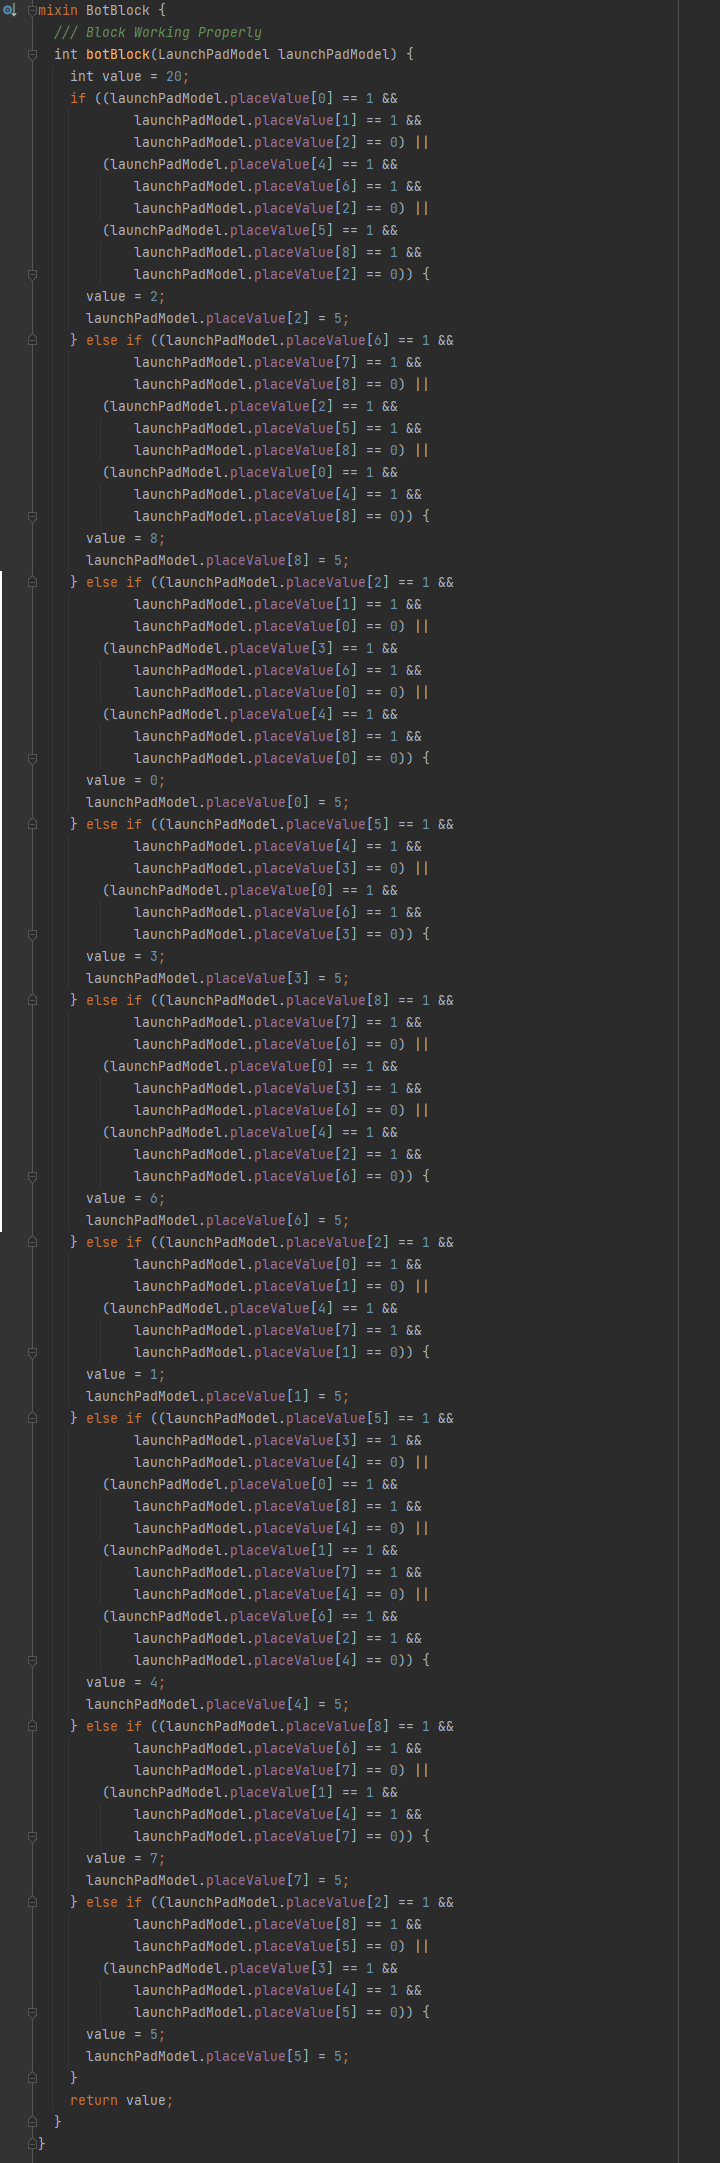 mixin BotBlock {
  /// Block Working Properly
  int botBlock(LaunchPadModel launchPadModel) {
    int value = 20;
    if ((launchPadModel.placeValue[0] == 1 &&
            launchPadModel.placeValue[1] == 1 &&
            launchPadModel.placeValue[2] == 0) ||
        (launchPadModel.placeValue[4] == 1 &&
            launchPadModel.placeValue[6] == 1 &&
            launchPadModel.placeValue[2] == 0) ||
        (launchPadModel.placeValue[5] == 1 &&
            launchPadModel.placeValue[8] == 1 &&
            launchPadModel.placeValue[2] == 0)) {
      value = 2;
      launchPadModel.placeValue[2] = 5;
    } else if ((launchPadModel.placeValue[6] == 1 &&
            launchPadModel.placeValue[7] == 1 &&
            launchPadModel.placeValue[8] == 0) ||
        (launchPadModel.placeValue[2] == 1 &&
            launchPadModel.placeValue[5] == 1 &&
            launchPadModel.placeValue[8] == 0) ||
        (launchPadModel.placeValue[0] == 1 &&
            launchPadModel.placeValue[4] == 1 &&
            launchPadModel.placeValue[8] == 0)) {
      value = 8;
      launchPadModel.placeValue[8] = 5;
    } else if ((launchPadModel.placeValue[2] == 1 &&
            launchPadModel.placeValue[1] == 1 &&
            launchPadModel.placeValue[0] == 0) ||
        (launchPadModel.placeValue[3] == 1 &&
            launchPadModel.placeValue[6] == 1 &&
            launchPadModel.placeValue[0] == 0) ||
        (launchPadModel.placeValue[4] == 1 &&
            launchPadModel.placeValue[8] == 1 &&
            launchPadModel.placeValue[0] == 0)) {
      value = 0;
      launchPadModel.placeValue[0] = 5;
    } else if ((launchPadModel.placeValue[5] == 1 &&
            launchPadModel.placeValue[4] == 1 &&
            launchPadModel.placeValue[3] == 0) ||
        (launchPadModel.placeValue[0] == 1 &&
            launchPadModel.placeValue[6] == 1 &&
            launchPadModel.placeValue[3] == 0)) {
      value = 3;
      launchPadModel.placeValue[3] = 5;
    } else if ((launchPadModel.placeValue[8] == 1 &&
            launchPadModel.placeValue[7] == 1 &&
            launchPadModel.placeValue[6] == 0) ||
        (launchPadModel.placeValue[0] == 1 &&
            launchPadModel.placeValue[3] == 1 &&
            launchPadModel.placeValue[6] == 0) ||
        (launchPadModel.placeValue[4] == 1 &&
            launchPadModel.placeValue[2] == 1 &&
            launchPadModel.placeValue[6] == 0)) {
      value = 6;
      launchPadModel.placeValue[6] = 5;
    } else if ((launchPadModel.placeValue[2] == 1 &&
            launchPadModel.placeValue[0] == 1 &&
            launchPadModel.placeValue[1] == 0) ||
        (launchPadModel.placeValue[4] == 1 &&
            launchPadModel.placeValue[7] == 1 &&
            launchPadModel.placeValue[1] == 0)) {
      value = 1;
      launchPadModel.placeValue[1] = 5;
    } else if ((launchPadModel.placeValue[5] == 1 &&
            launchPadModel.placeValue[3] == 1 &&
            launchPadModel.placeValue[4] == 0) ||
        (launchPadModel.placeValue[0] == 1 &&
            launchPadModel.placeValue[8] == 1 &&
            launchPadModel.placeValue[4] == 0) ||
        (launchPadModel.placeValue[1] == 1 &&
            launchPadModel.placeValue[7] == 1 &&
            launchPadModel.placeValue[4] == 0) ||
        (launchPadModel.placeValue[6] == 1 &&
            launchPadModel.placeValue[2] == 1 &&
            launchPadModel.placeValue[4] == 0)) {
      value = 4;
      launchPadModel.placeValue[4] = 5;
    } else if ((launchPadModel.placeValue[8] == 1 &&
            launchPadModel.placeValue[6] == 1 &&
            launchPadModel.placeValue[7] == 0) ||
        (launchPadModel.placeValue[1] == 1 &&
            launchPadModel.placeValue[4] == 1 &&
            launchPadModel.placeValue[7] == 0)) {
      value = 7;
      launchPadModel.placeValue[7] = 5;
    } else if ((launchPadModel.placeValue[2] == 1 &&
            launchPadModel.placeValue[8] == 1 &&
            launchPadModel.placeValue[5] == 0) ||
        (launchPadModel.placeValue[3] == 1 &&
            launchPadModel.placeValue[4] == 1 &&
            launchPadModel.placeValue[5] == 0)) {
      value = 5;
      launchPadModel.placeValue[5] = 5;
    }
    return value;
  }
}